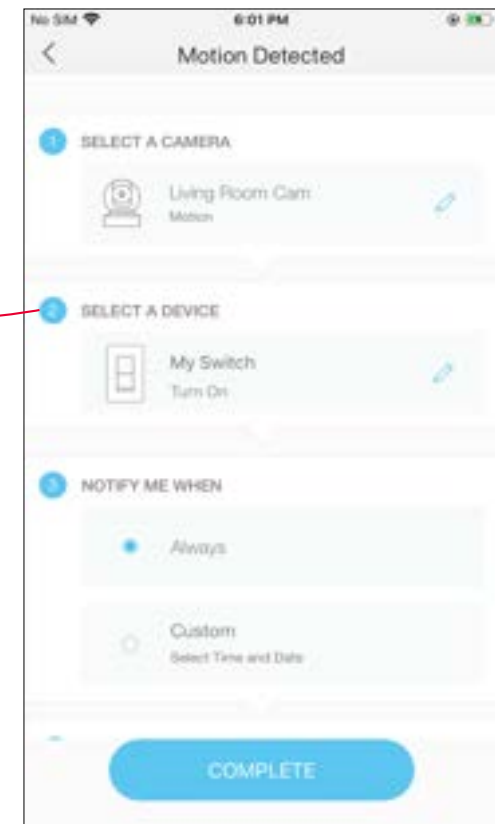 No SIM 6:01 PM
Motion Detected
1 SELECT A CAMERA
Living Room Cam
Motion
2 SELECT A DEVICE
My Switch
Turn On
3 NOTIFY ME WHEN
Always
Custom
Select Time and Date
COMPLETE